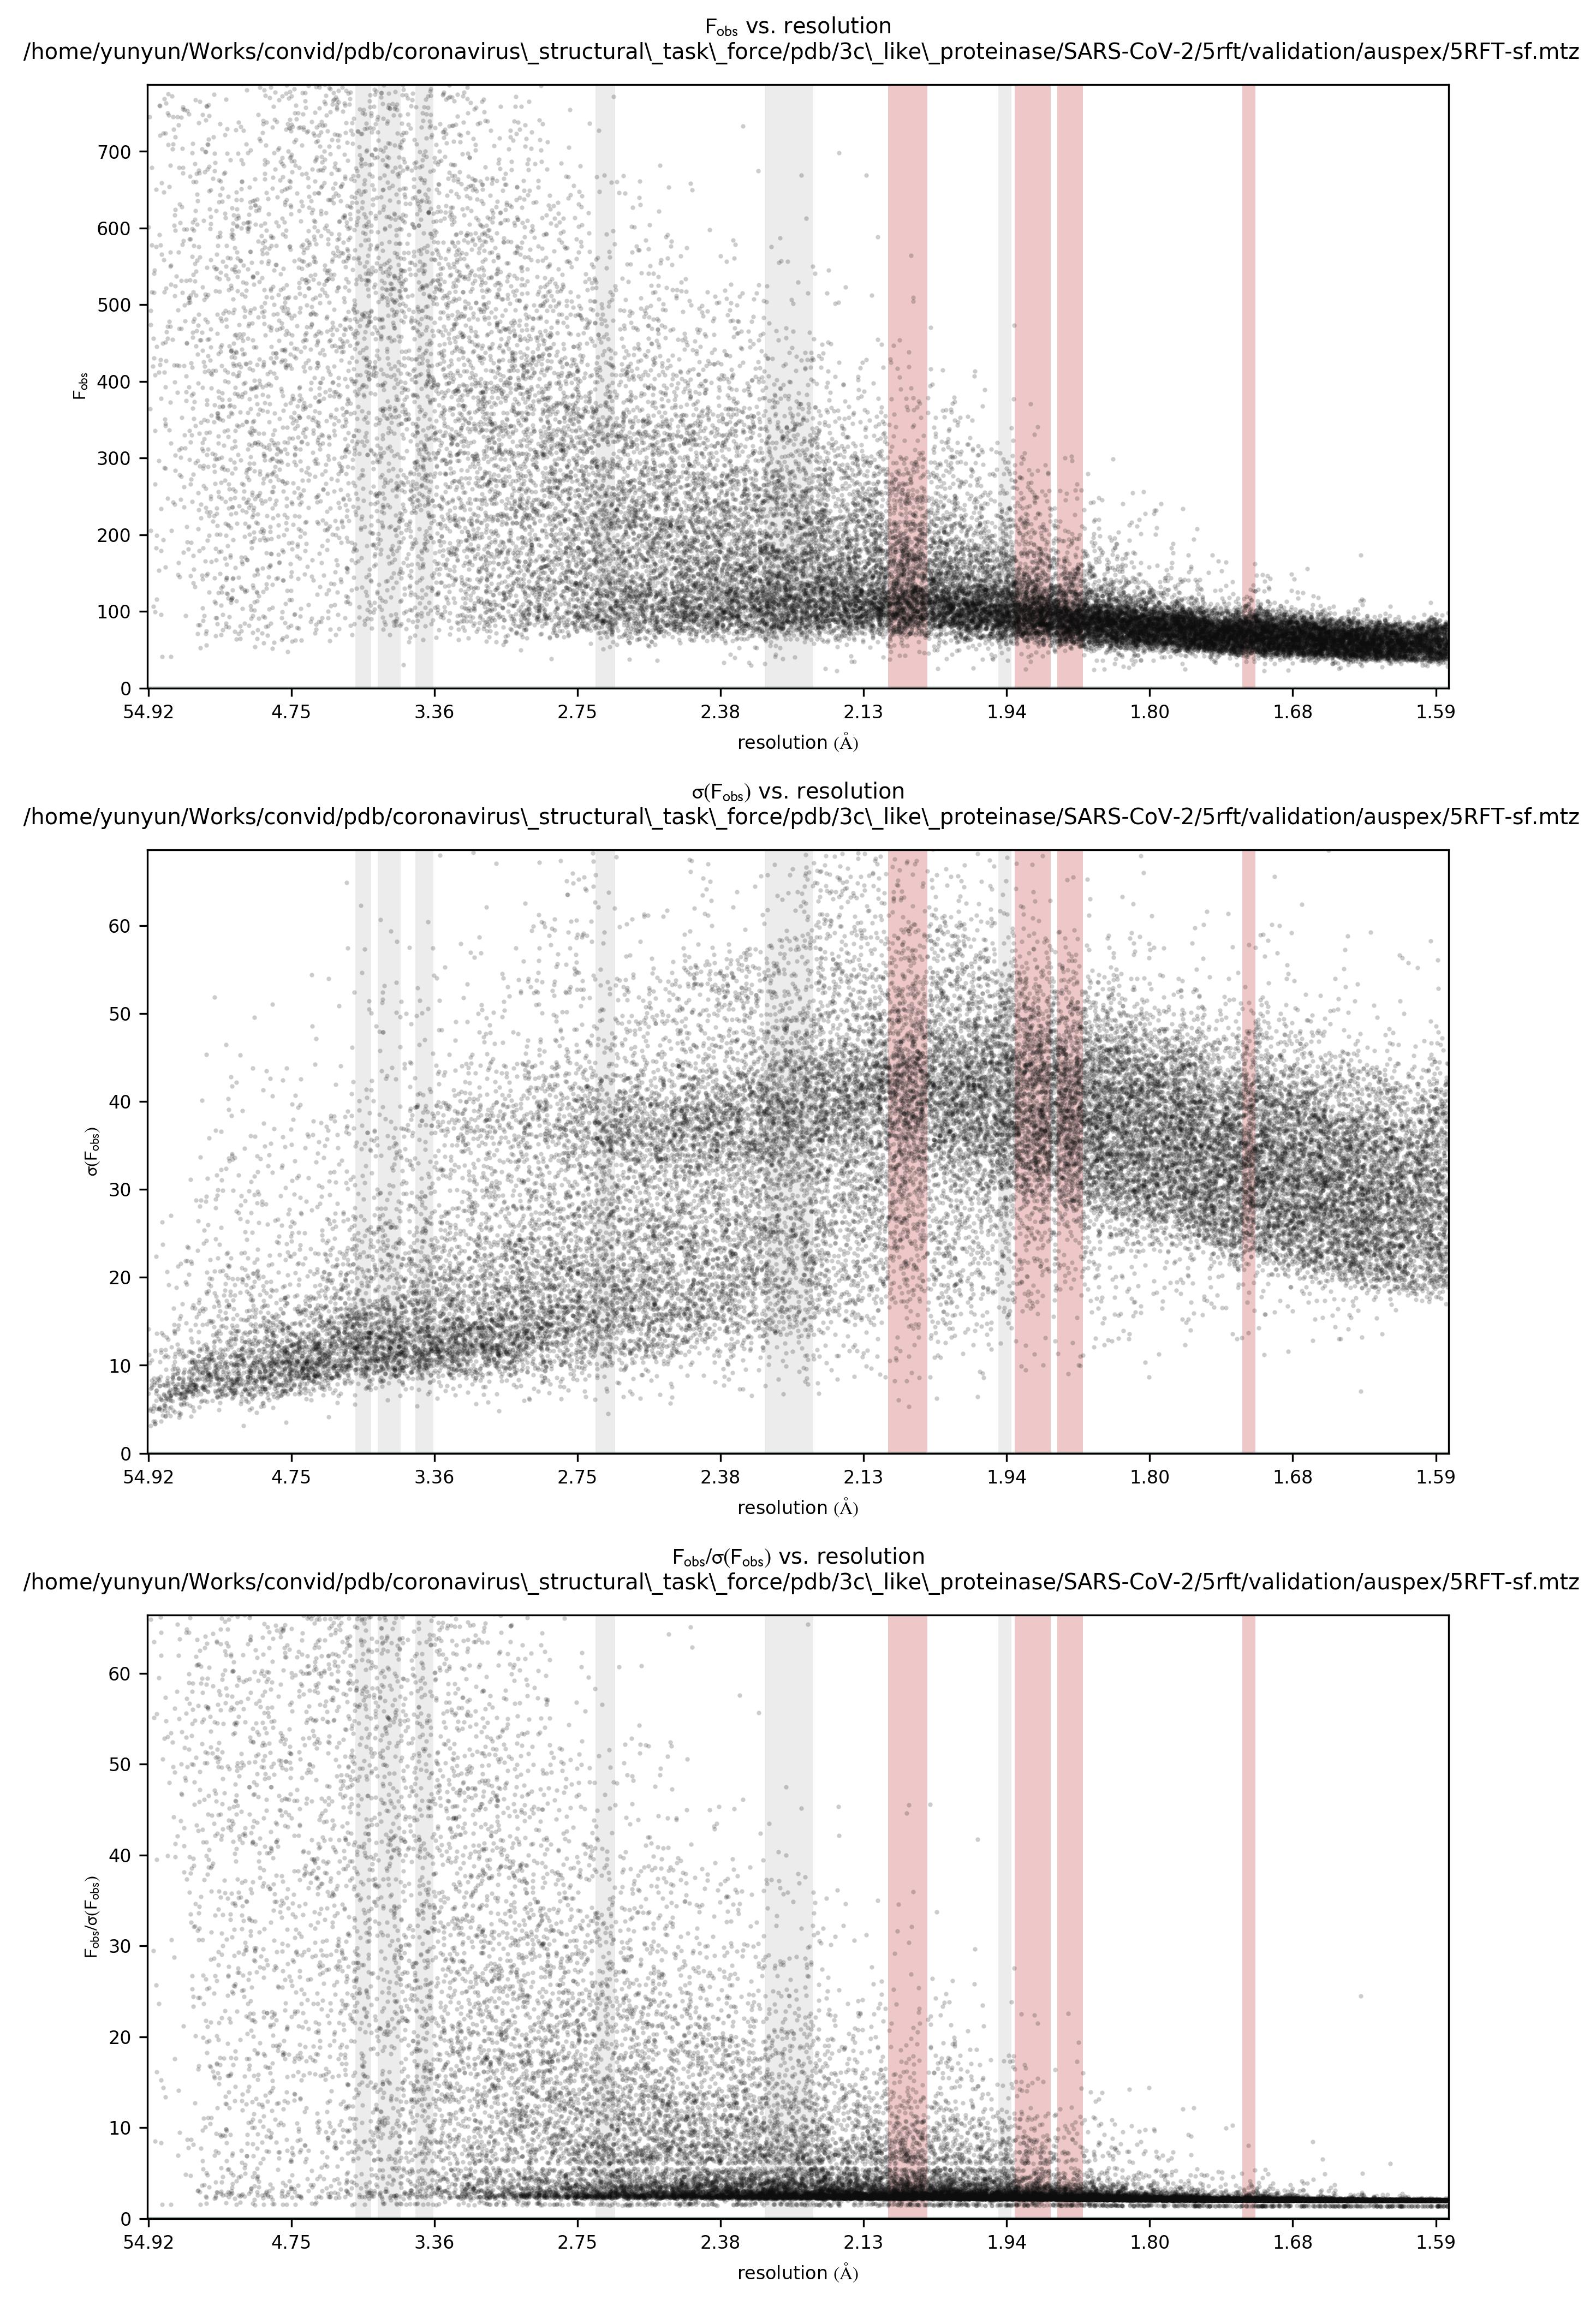 Fobs vs. resolution
/home/yunyun/Works/convid/pdb/coronavirus\_structural\_task\_force/pdb/3c\_like\_proteinase/SARS-CoV-2/5rft/validation/auspex/5RFT-sf.mtz
700
600
500
400
300
200
100
0
Fobs
54.92 4.75 3.36 2.75 2.38 2.13 1.94 1.80 1.68 1.59
resolution (Å)
σ(Fobs) vs. resolution
/home/yunyun/Works/convid/pdb/coronavirus\_structural\_task\_force/pdb/3c\_like\_proteinase/SARS-CoV-2/5rft/validation/auspex/5RFT-sf.mtz
60
50
40
30
20
10
0
σ(Fobs)
54.92 4.75 3.36 2.75 2.38 2.13 1.94 1.80 1.68 1.59
resolution (Å)
Fobs/σ(Fobs) vs. resolution
/home/yunyun/Works/convid/pdb/coronavirus\_structural\_task\_force/pdb/3c\_like\_proteinase/SARS-CoV-2/5rft/validation/auspex/5RFT-sf.mtz
60
50
40
30
20
10
0
Fobs/σ(Fobs)
54.92 4.75 3.36 2.75 2.38 2.13 1.94 1.80 1.68 1.59
resolution (Å)